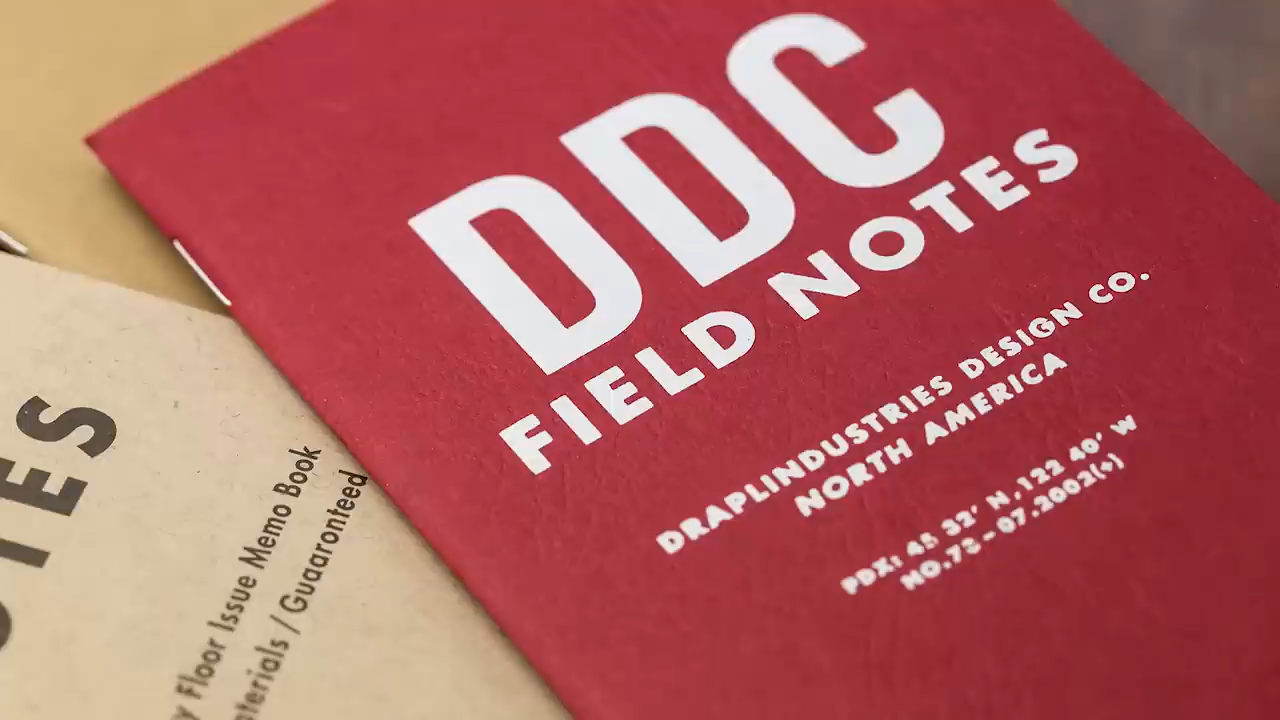 DDC
FIELD NOTES
DRAPLINDUSTRIES DESIGN CO.
NORTH AMERICA
PDX: 45 32' N, 122 40' W
NO.73 - 07.2002(+)
OTES
y Floor Issue Memo Book
aterials / Guaaronteed